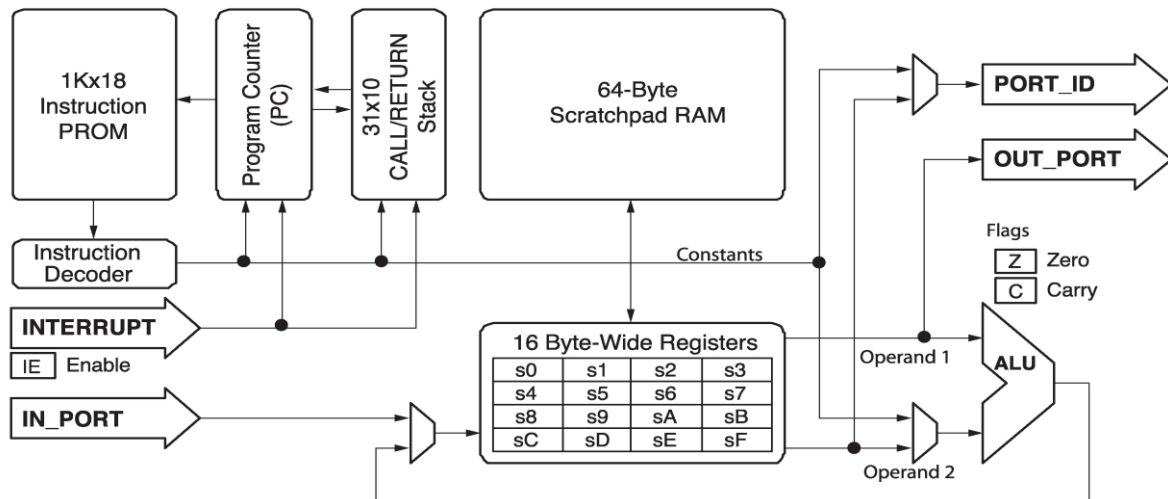 1Kx18
Instruction
PROM
Program Counter
(PC)
31x10
CALL/RETURN
Stack
64-Byte
Scratchpad RAM
PORT_ID
OUT_PORT
Instruction
Decoder
Constants
Flags
Z Zero
C Carry
INTERRUPT
IE Enable
16 Byte-Wide Registers
s0 s1 s2 s3
s4 s5 s6 s7
s8 s9 sA sB
sC sD sE sF
Operand 1
ALU
IN_PORT
Operand 2